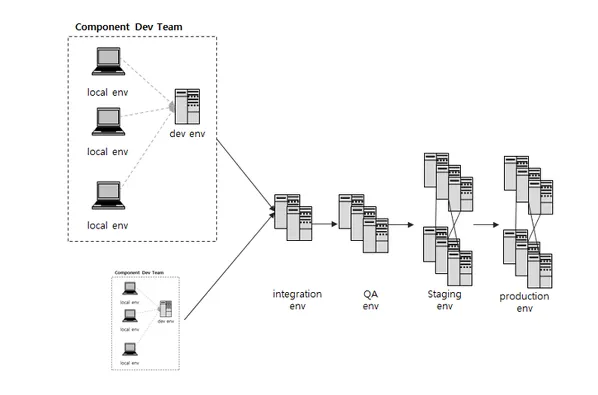 Component Dev Team
local env
dev env
local env
local env
Component Dev Team
local env
dev env
local env
local env
integration
env
QA
env
Staging
env
production
env